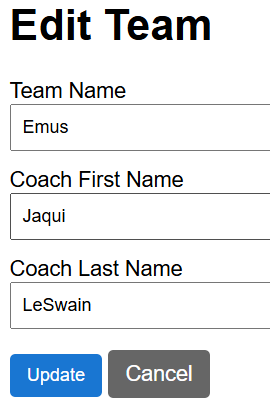 Edit Team
Team Name
Emus
Coach First Name
Jaqui
Coach Last Name
LeSwain
Update Cancel